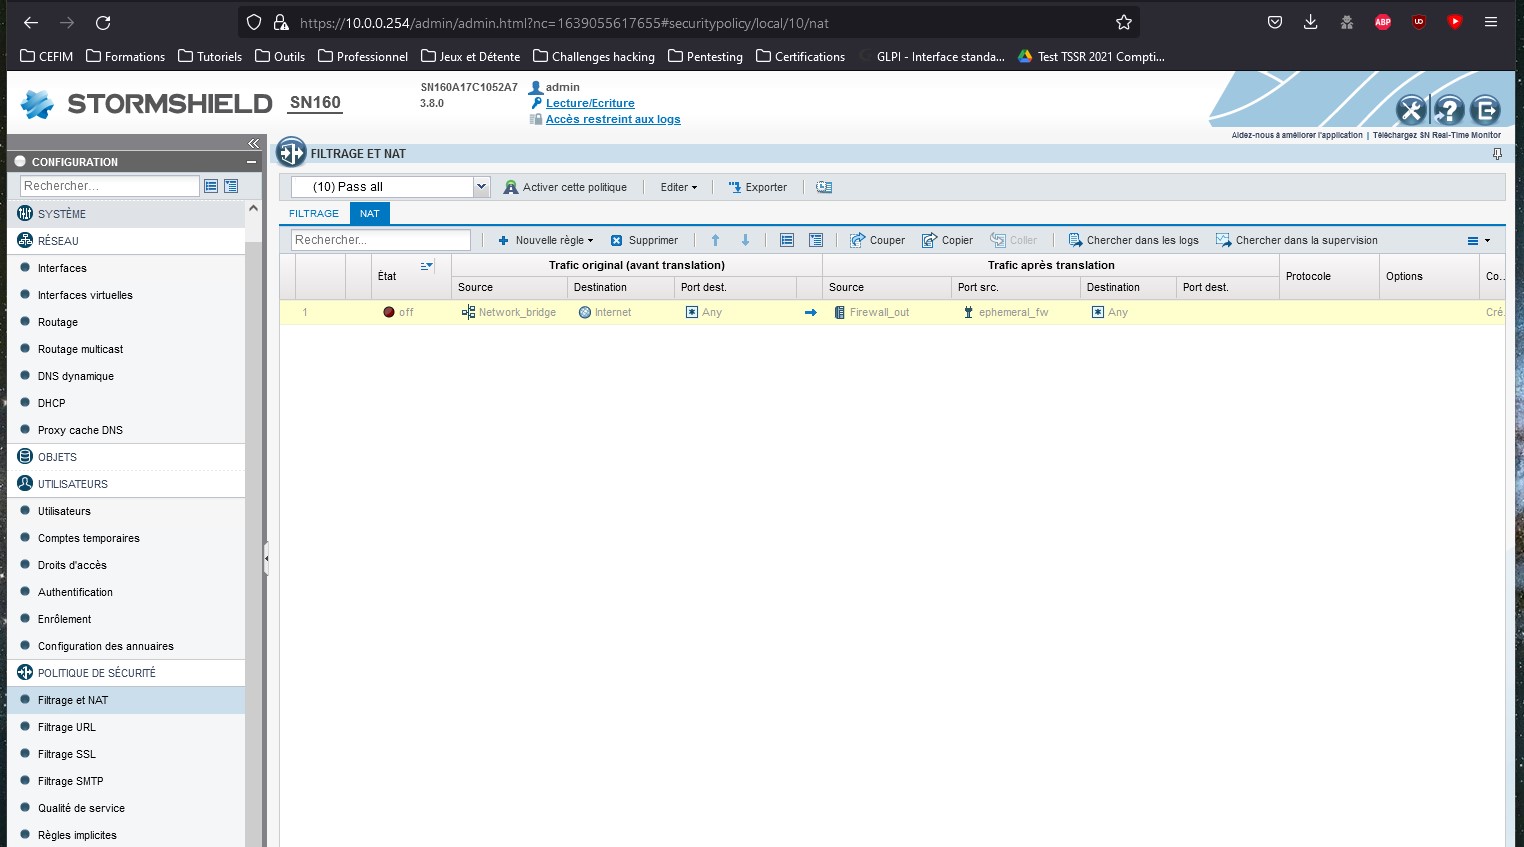 https://10.0.0.254/admin/admin.html?nc=1639055617655#securitypolicy/local/10/nat
ABP
UD
CEFIM Formations Tutoriels Outils Professionnel Jeux et Détente Challenges hacking Pentesting Certifications GLPI - Interface standa... Test TSSR 2021 Compti...
STORMSHIELD SN160
SN160A17C1052A7
3.8.0
admin
Lecture/Ecriture
Accès restreint aux logs
Aidez-nous à améliorer l'application | Téléchargez SN Real-Time Monitor
CONFIGURATION
Rechercher...
SYSTÈME
RÉSEAU
Interfaces
Interfaces virtuelles
Routage
Routage multicast
DNS dynamique
DHCP
Proxy cache DNS
OBJETS
UTILISATEURS
Utilisateurs
Comptes temporaires
Droits d'accès
Authentification
Enrôlement
Configuration des annuaires
POLITIQUE DE SÉCURITÉ
Filtrage et NAT
Filtrage URL
Filtrage SSL
Filtrage SMTP
Qualité de service
Règles implicites
FILTRAGE ET NAT
(10) Pass all Activer cette politique Editer Exporter
FILTRAGE NAT
Rechercher... Nouvelle règle Supprimer Couper Copier Coller Chercher dans les logs Chercher dans la supervision
État Trafic original (avant translation) Trafic après translation Protocole Options Co...
Source Destination Port dest. Source Port src. Destination Port dest.
1 off Network_bridge Internet Any Firewall_out ephemeral_fw Any Cré.